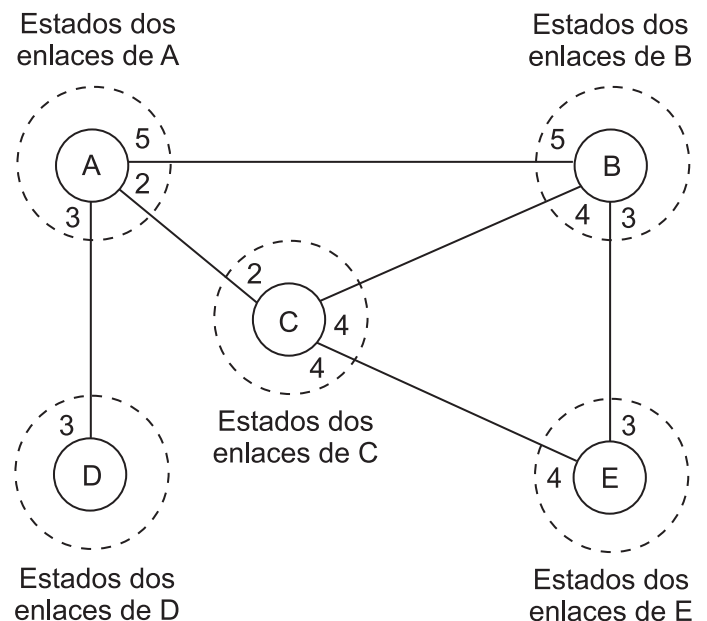 Estados dos
enlaces de A
Estados dos
enlaces de B
5
5
A
B
2
3
4
3
2
C
4
4
Estados dos
enlaces de C
3
3
D
4
E
Estados dos
enlaces de D
Estados dos
enlaces de E